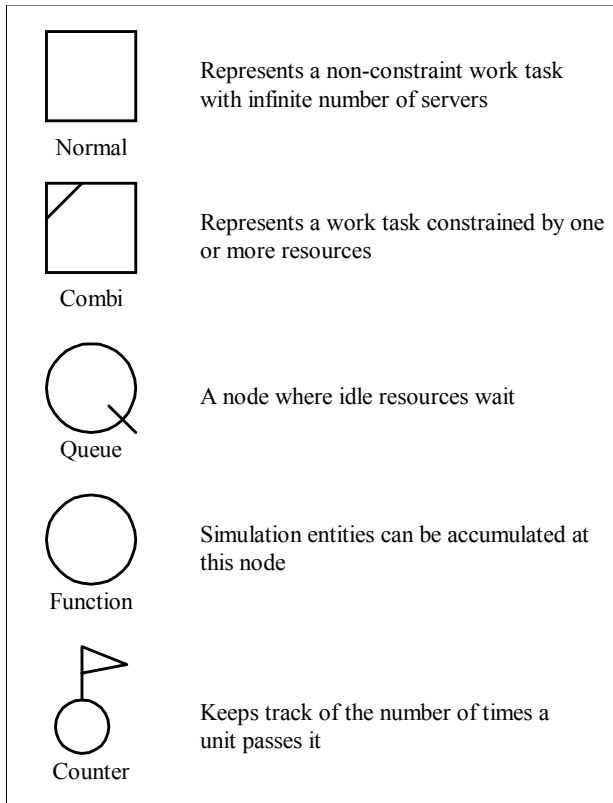 Represents a non-constraint work task
with infinite number of servers
Normal
Represents a work task constrained by one
or more resources
Combi
A node where idle resources wait
Queue
Simulation entities can be accumulated at
this node
Function
Keeps track of the number of times a
unit passes it
Counter